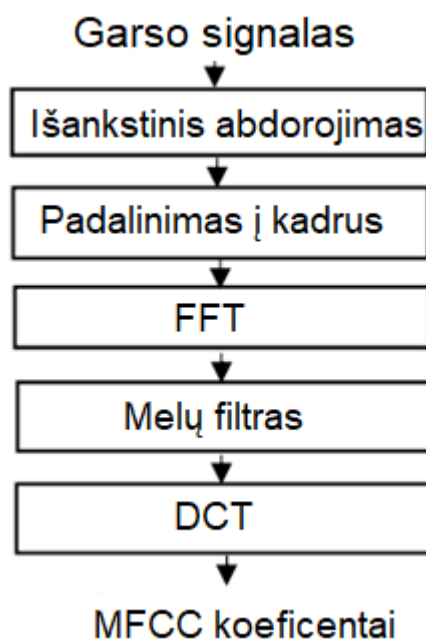 Garso signalas
Išankstinis abdorojimas
Padalinimas į kadrus
FFT
Melų filtras
DCT
MFCC koeficentai